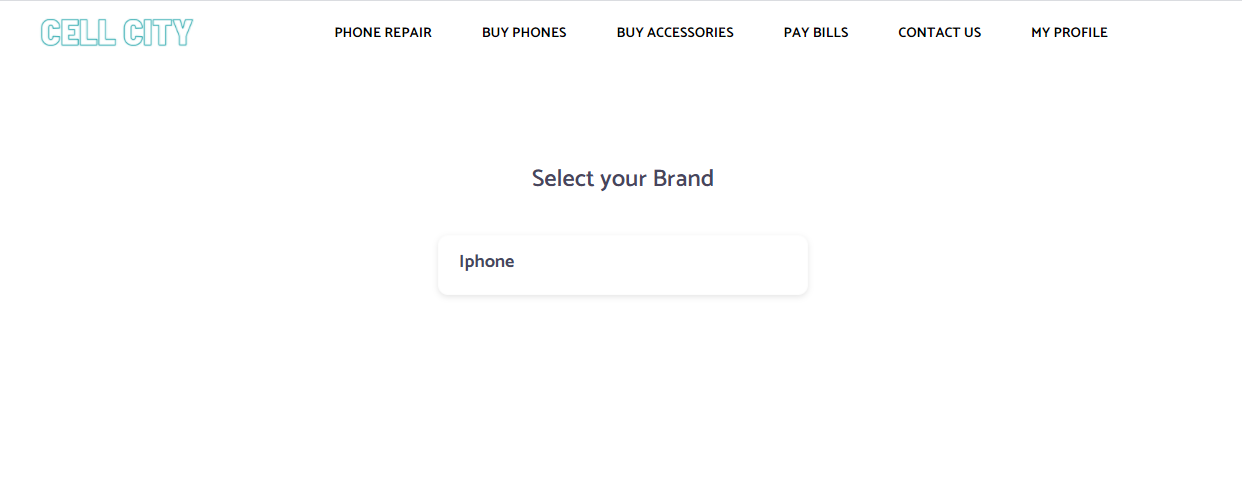 CELL CITY
PHONE REPAIR
BUY PHONES
BUY ACCESSORIES
PAY BILLS
CONTACT US
MY PROFILE
Select your Brand
Iphone